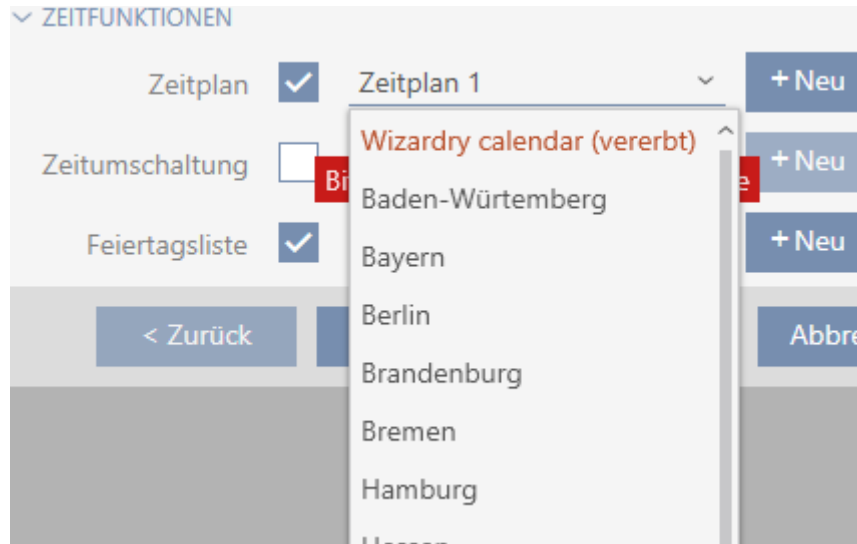 ZEITFUNKTIONEN
Zeitplan Zeitplan 1 + Neu
Wizardry calendar (vererbt)
Zeitumschaltung + Neu
Baden-Würtemberg
Feiertagsliste + Neu
Bayern
Berlin
< Zurück
Brandenburg
Bremen
Hamburg